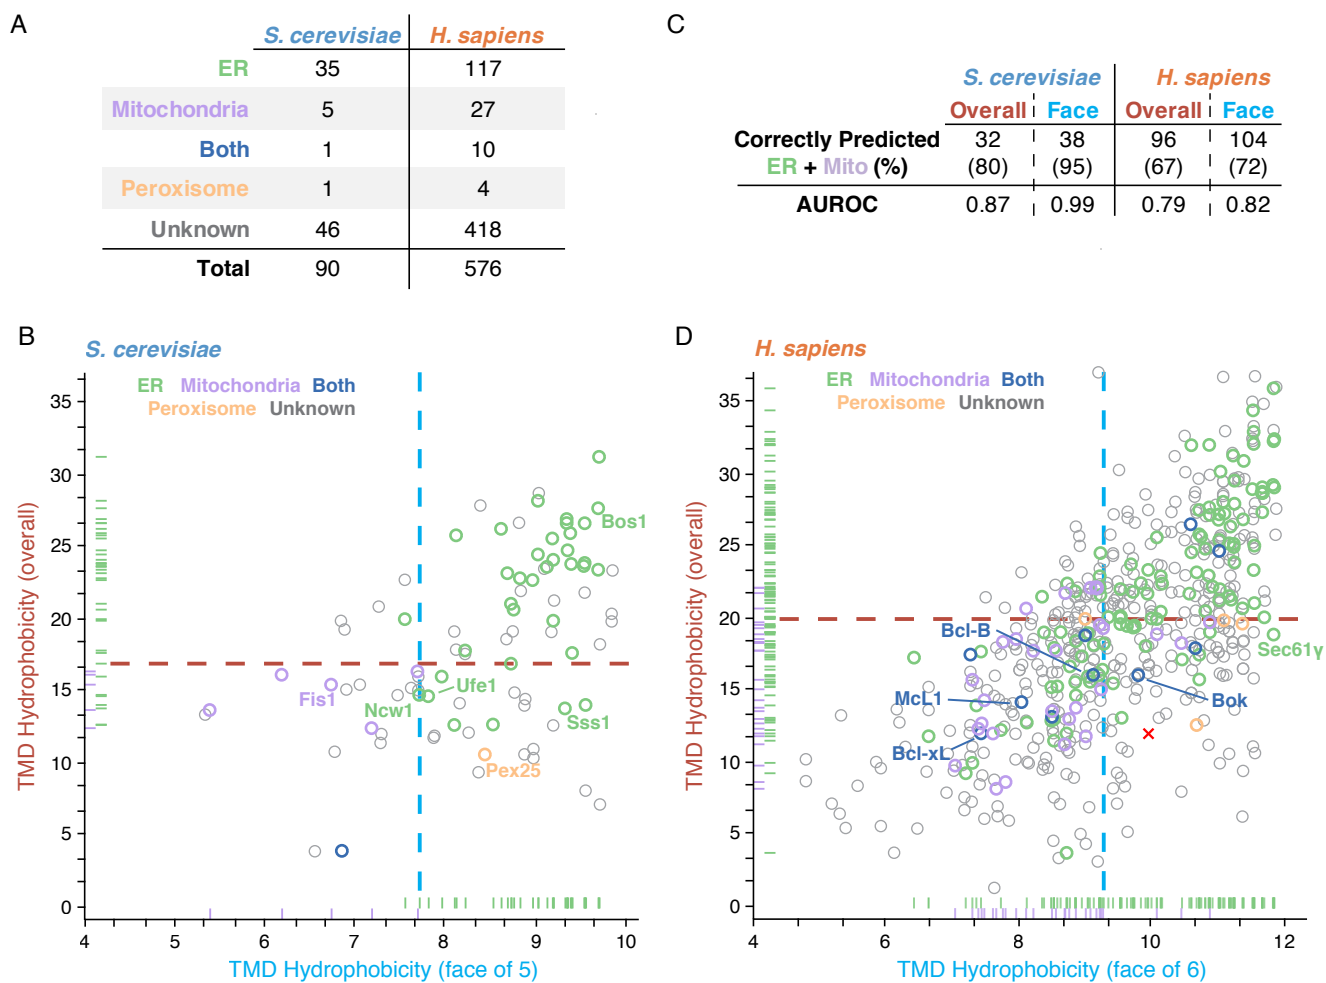 A
S. cerevisiae H. sapiens
ER 35 117
Mitochondria 5 27
Both 1 10
Peroxisome 1 4
Unknown 46 418
Total 90 576
C
S. cerevisiae H. sapiens
Overall Face Overall Face
Correctly Predicted 32 38 96 104
ER + Mito (%) (80) (95) (67) (72)
AUROC 0.87 0.99 0.79 0.82
B
S. cerevisiae
ER Mitochondria Both
Peroxisome Unknown
TMD Hydrophobicity (overall)
35
30
25
20
15
10
5
0
Bos1
Ufe1
Fis1
Ncw1
Sss1
Pex25
4 5 6 7 8 9 10
TMD Hydrophobicity (face of 5)
D
H. sapiens
ER Mitochondria Both
Peroxisome Unknown
TMD Hydrophobicity (overall)
35
30
25
20
15
10
5
0
Bcl-B
Sec61γ
McL1
Bok
Bcl-xL
4 6 8 10 12
TMD Hydrophobicity (face of 6)